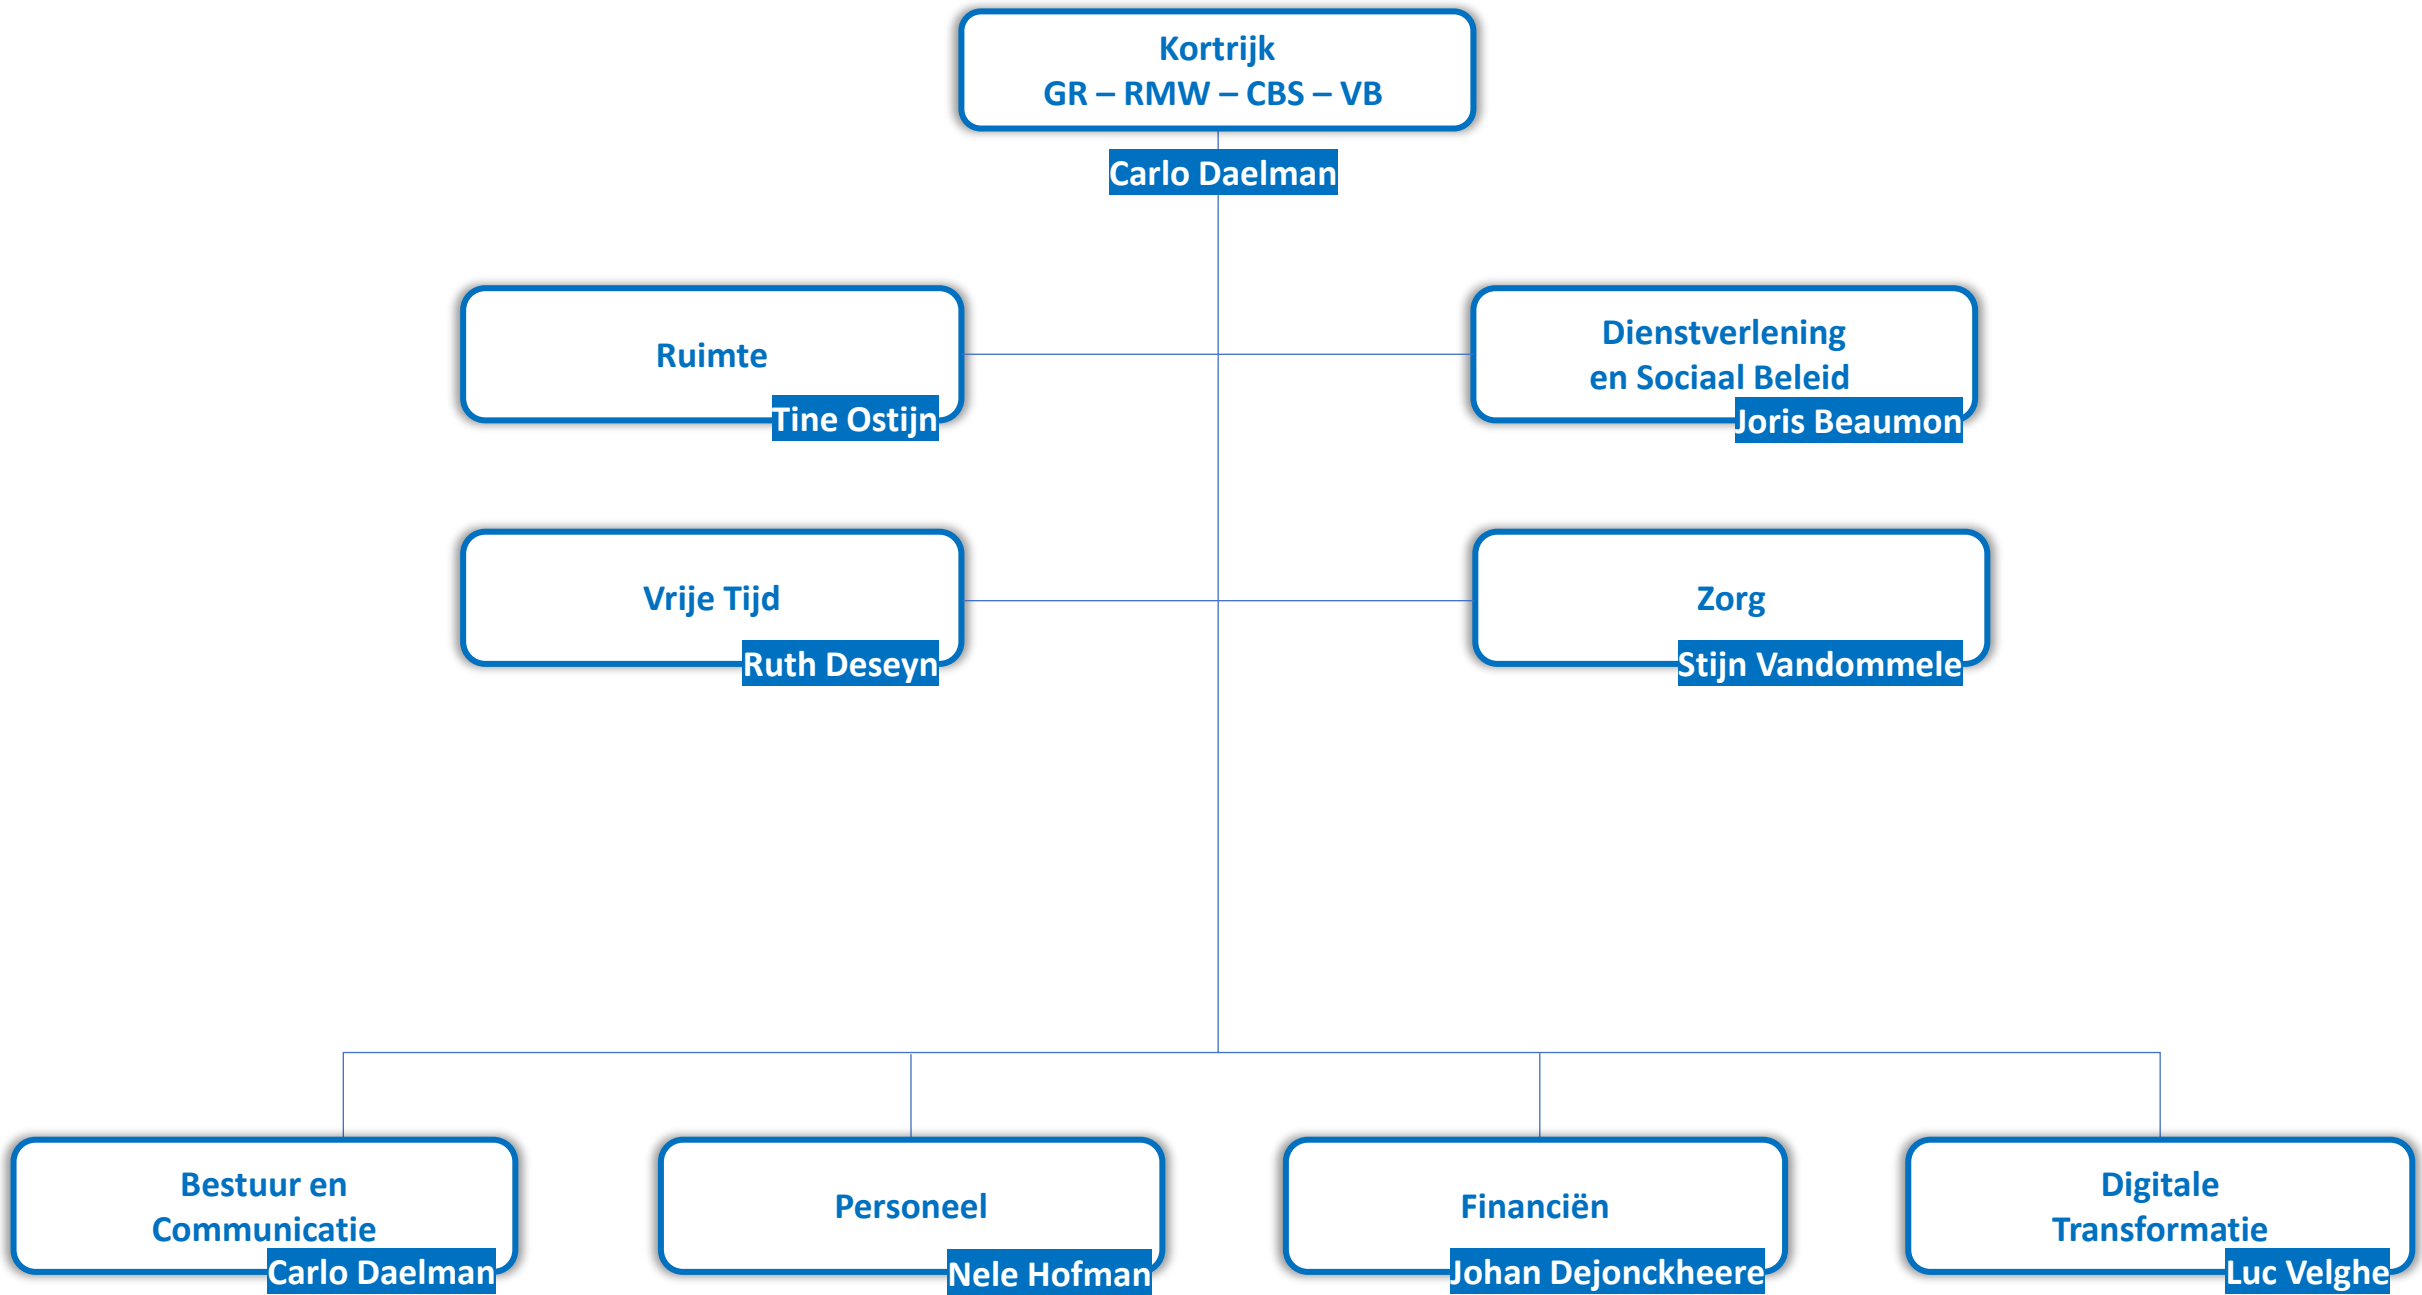 Kortrijk
GR – RMW – CBS – VB
Carlo Daelman
Ruimte
Tine Ostijn
Dienstverlening
en Sociaal Beleid
Joris Beaumon
Vrije Tijd
Ruth Deseyn
Zorg
Stijn Vandommele
Bestuur en
Communicatie
Carlo Daelman
Personeel
Nele Hofman
Financiën
Johan Dejonckheere
Digitale
Transformatie
Luc Velghe